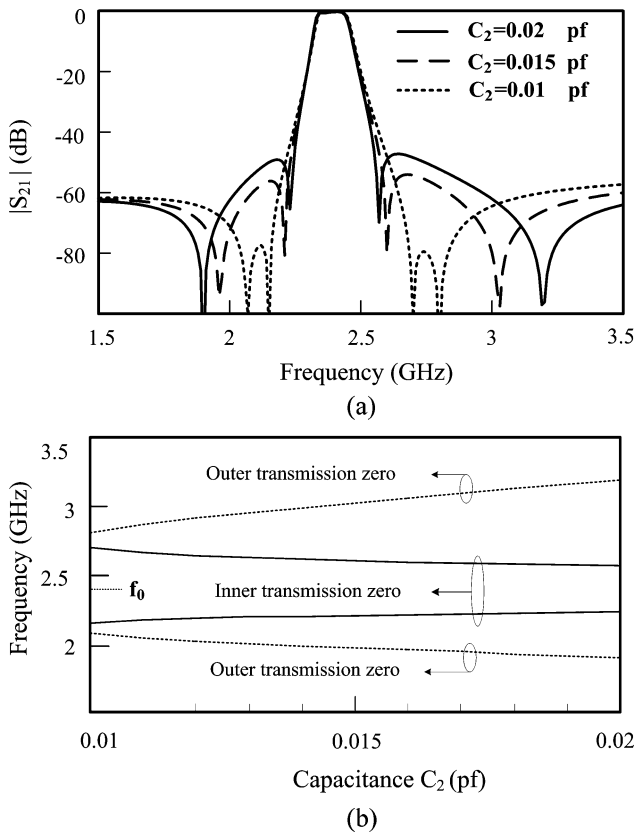 0
-20
-40
-60
-80
|S21| (dB)
C2=0.02 pf
C2=0.015 pf
C2=0.01 pf
1.5 2 2.5 3 3.5
Frequency (GHz)
(a)
3.5
3
2.5
2
Frequency (GHz)
Outer transmission zero
f0
Inner transmission zero
Outer transmission zero
0.01 0.015 0.02
Capacitance C2 (pf)
(b)